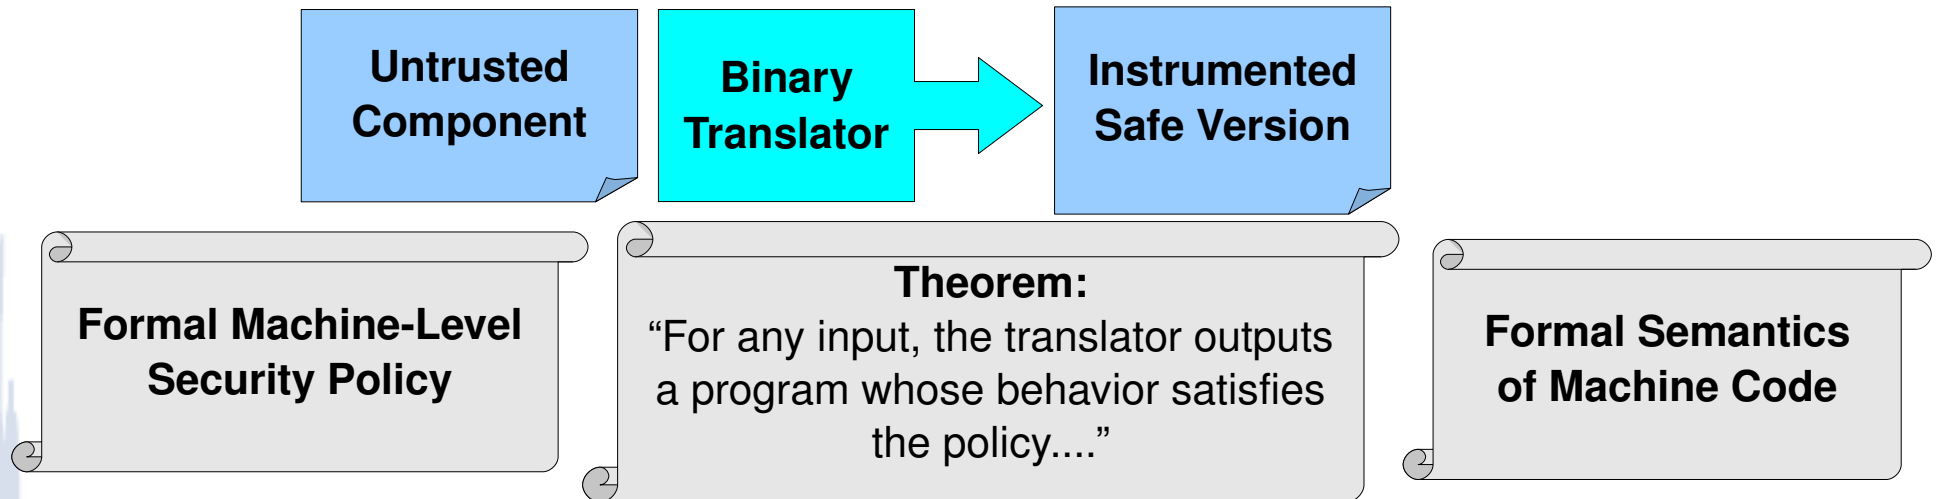 Untrusted
Component
Binary
Translator
Instrumented
Safe Version
Formal Machine-Level
Security Policy
Theorem:
“For any input, the translator outputs
a program whose behavior satisfies
the policy....”
Formal Semantics
of Machine Code